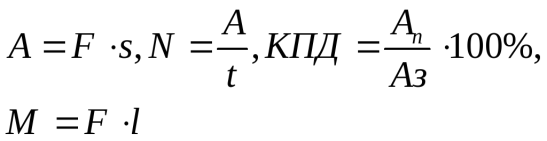 A = F · s, N = A/t, КПД = Aп/Aз · 100%,
M = F · l